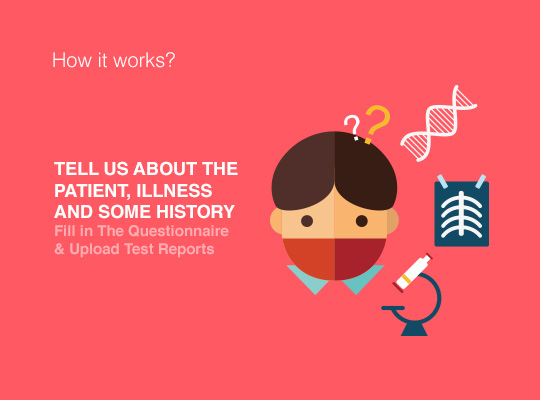 How it works?
TELL US ABOUT THE
PATIENT, ILLNESS
AND SOME HISTORY
Fill in The Questionnaire
& Upload Test Reports
? ?